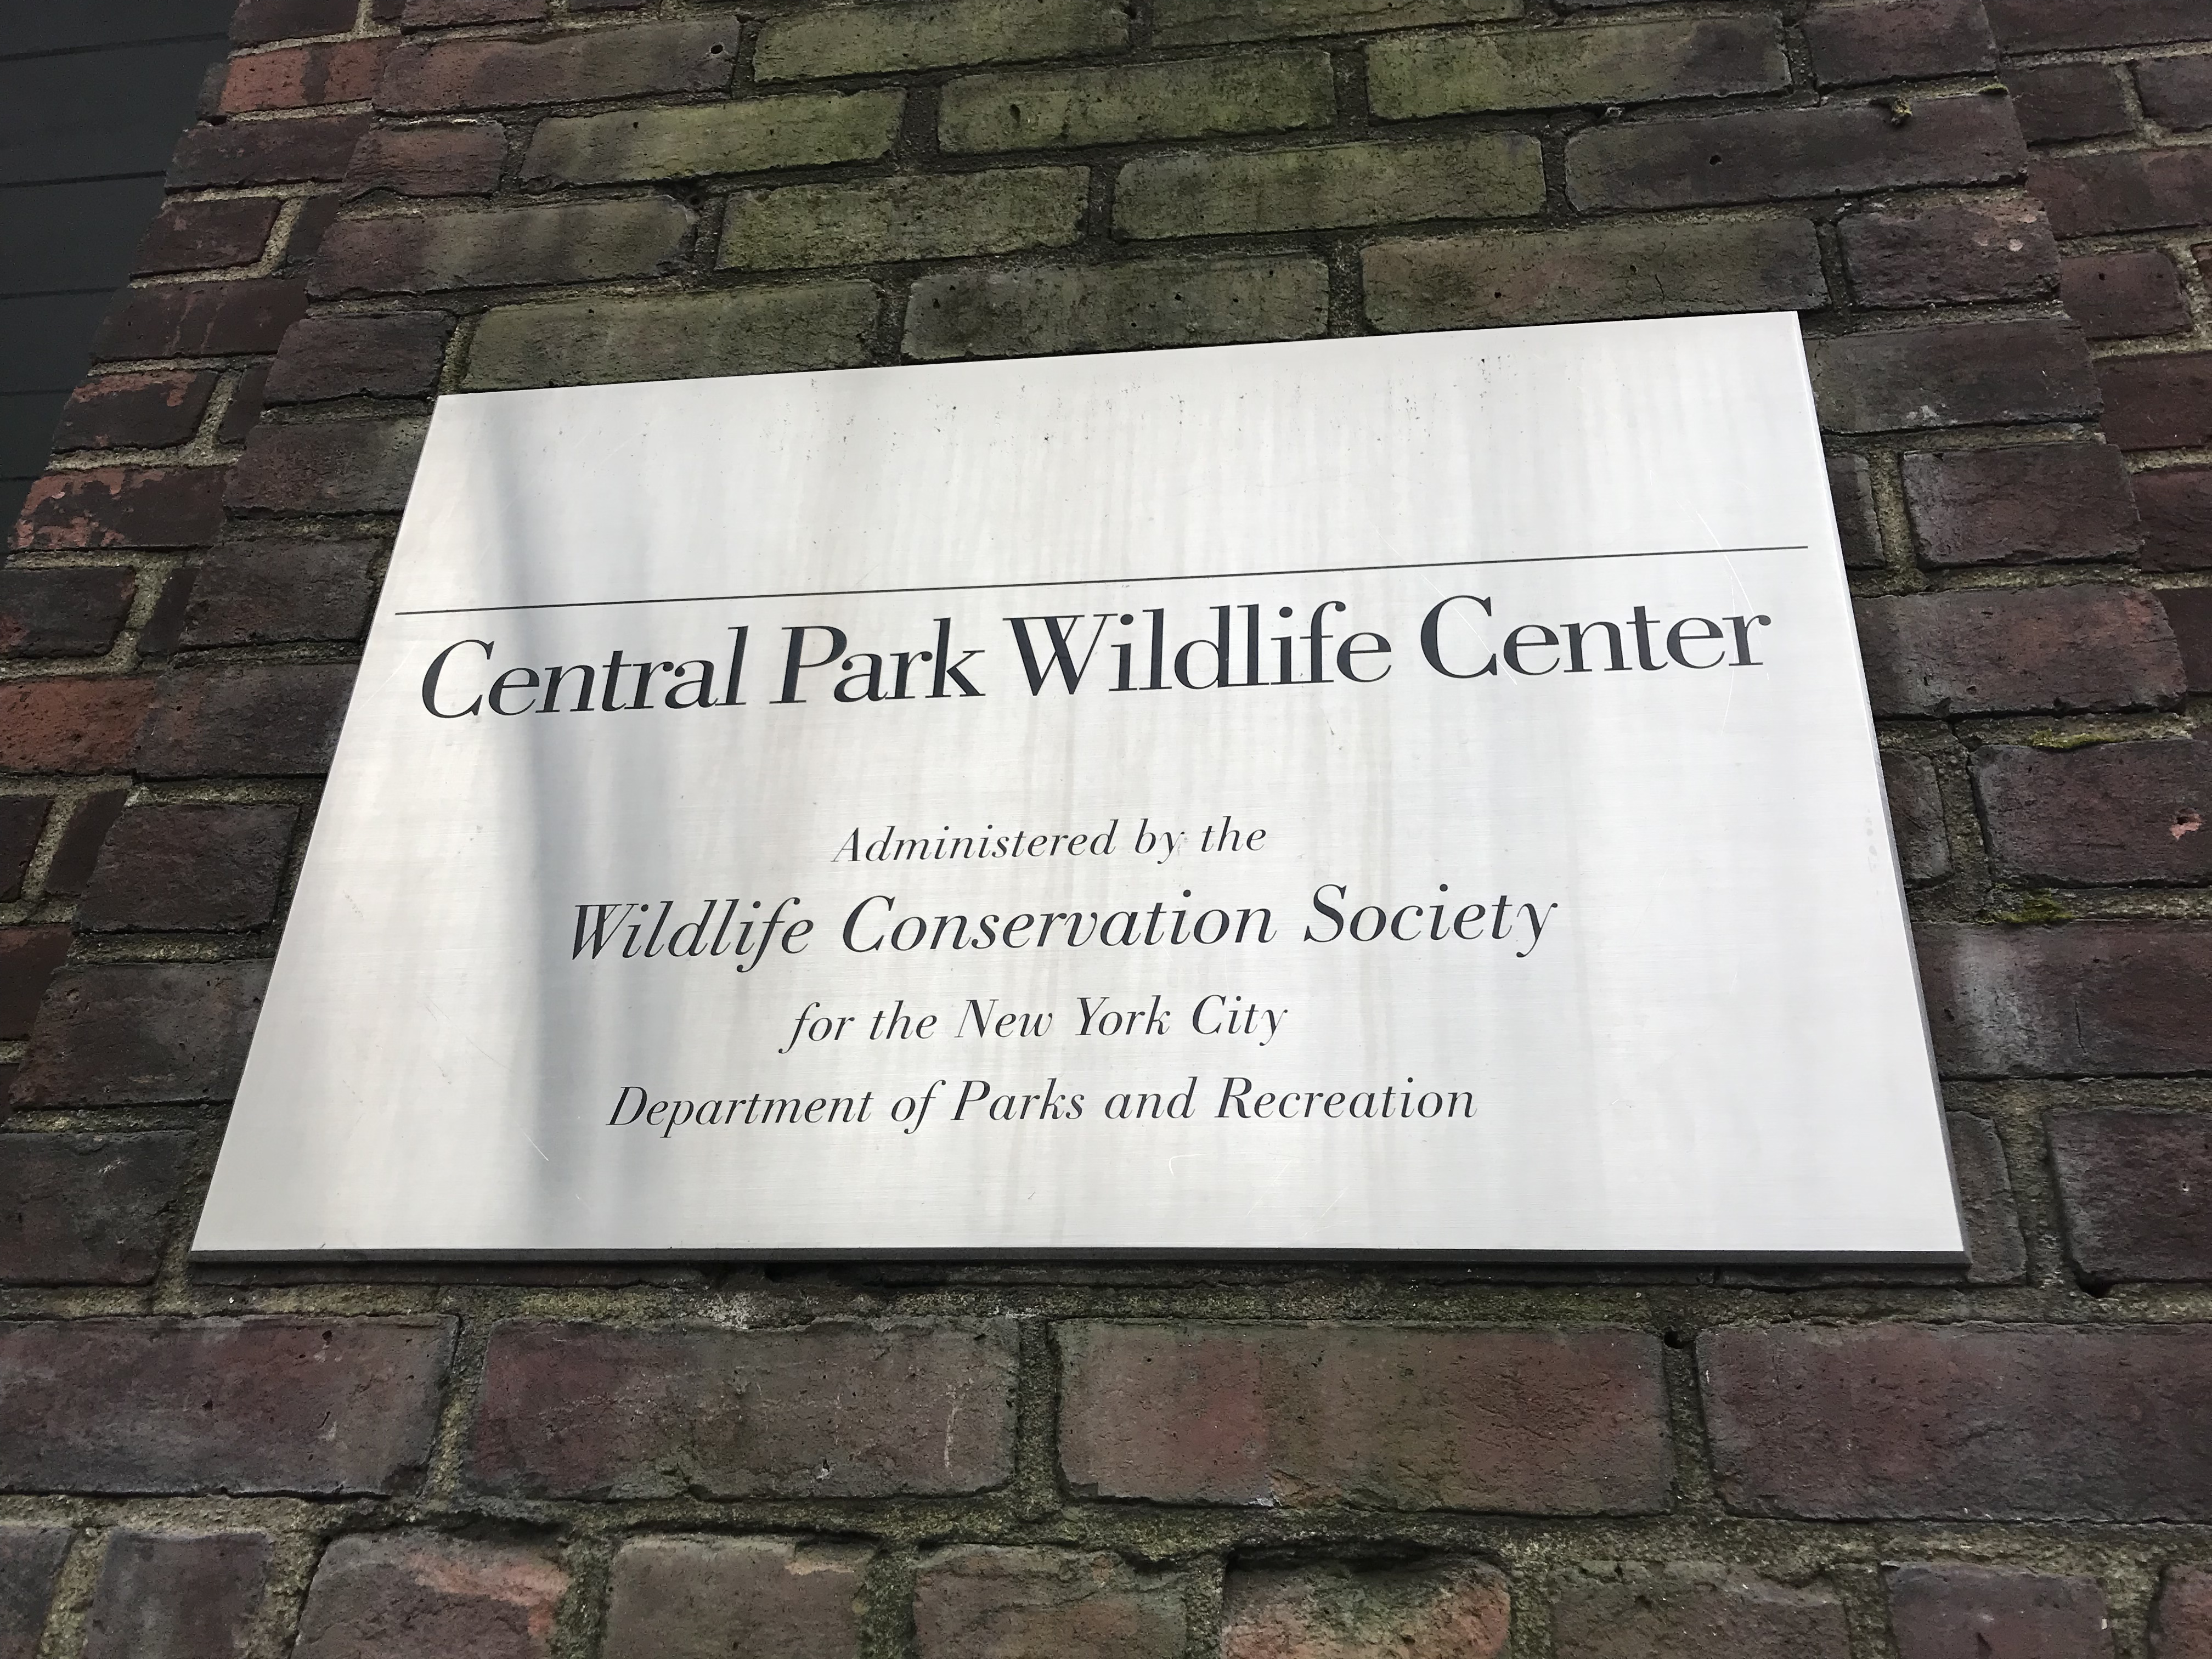 Central Park Wildlife Center
Administered by the
Wildlife Conservation Society
for the New York City
Department of Parks and Recreation